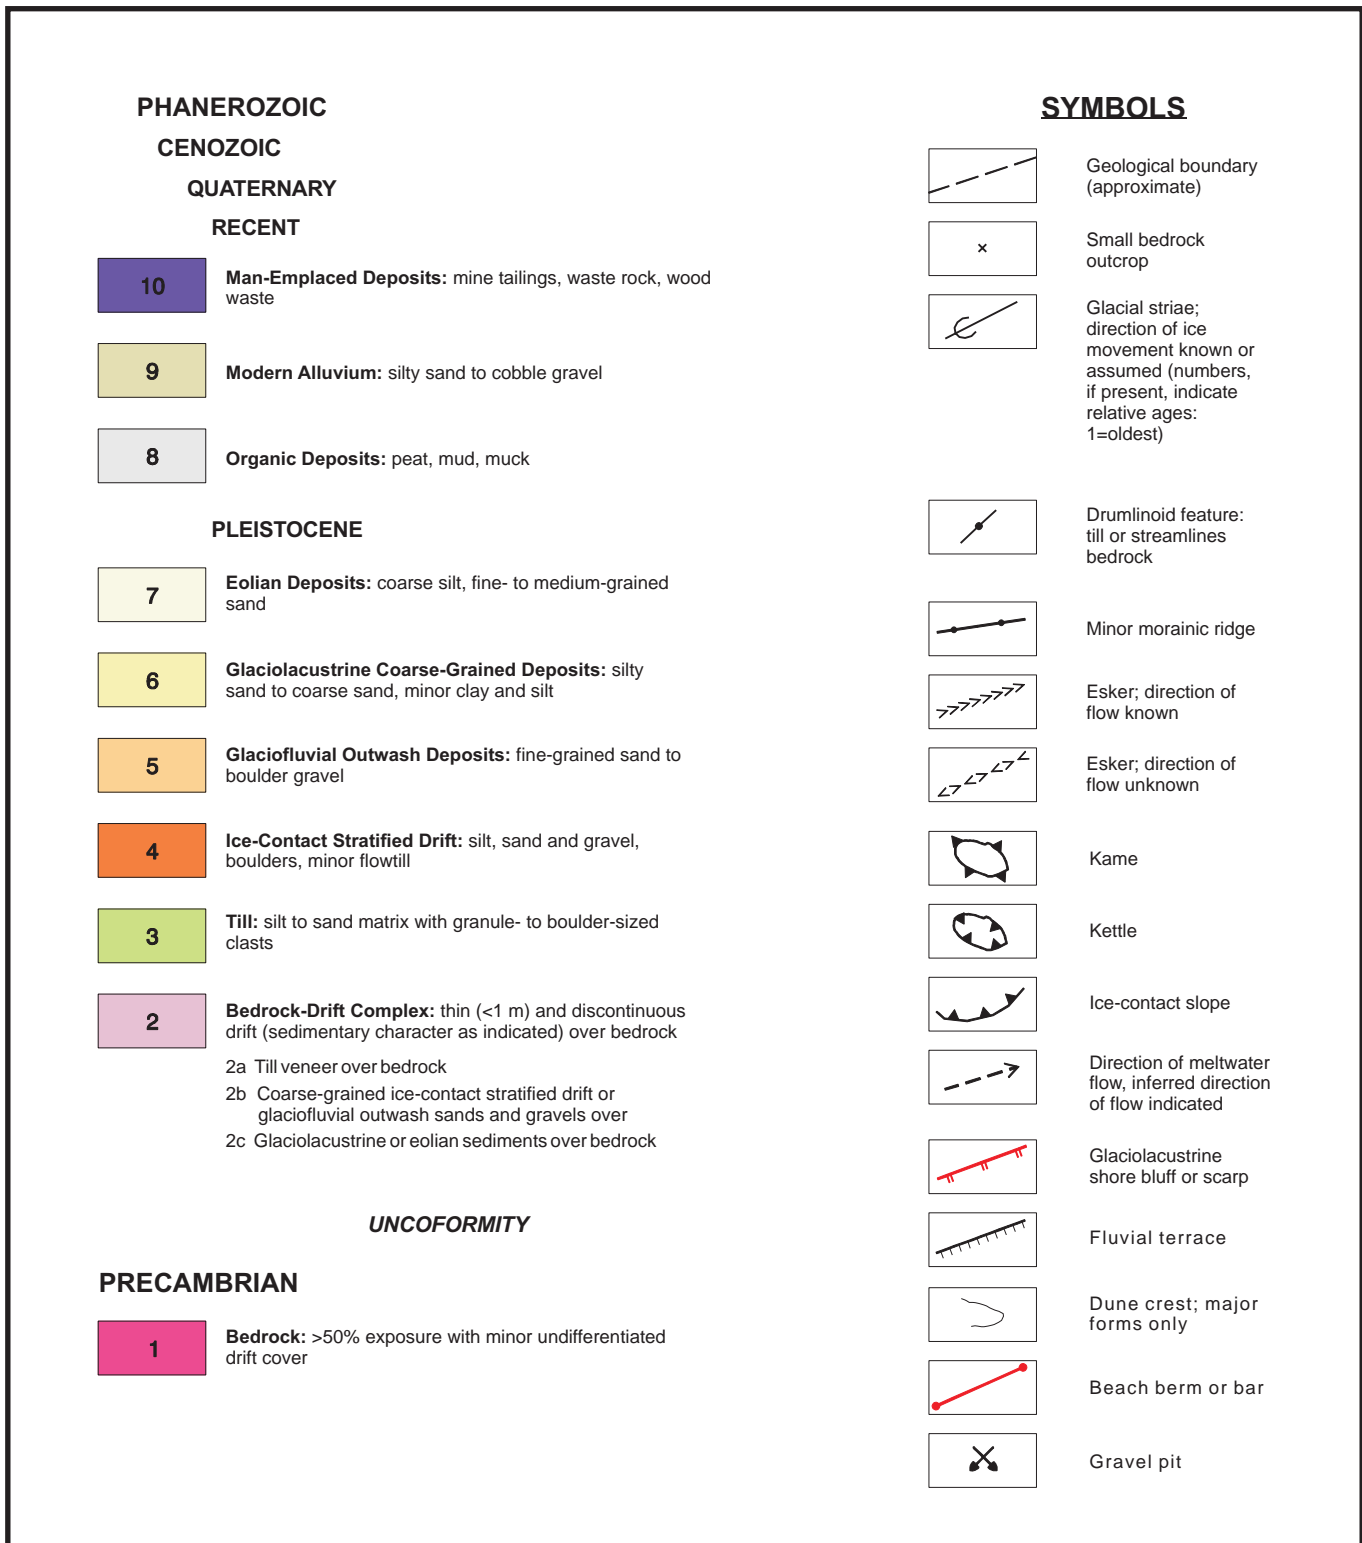 PHANEROZOIC
CENOZOIC
QUATERNARY
RECENT
10
Man-Emplaced Deposits: mine tailings, waste rock, wood
waste
9
Modern Alluvium: silty sand to cobble gravel
8
Organic Deposits: peat, mud, muck
PLEISTOCENE
7
Eolian Deposits: coarse silt, fine- to medium-grained
sand
6
Glaciolacustrine Coarse-Grained Deposits: silty
sand to coarse sand, minor clay and silt
5
Glaciofluvial Outwash Deposits: fine-grained sand to
boulder gravel
4
Ice-Contact Stratified Drift: silt, sand and gravel,
boulders, minor flowtill
3
Till: silt to sand matrix with granule- to boulder-sized
clasts
2
Bedrock-Drift Complex: thin (<1 m) and discontinuous
drift (sedimentary character as indicated) over bedrock
2a Till veneer over bedrock
2b Coarse-grained ice-contact stratified drift or
glaciofluvial outwash sands and gravels over
2c Glaciolacustrine or eolian sediments over bedrock
UNCOFORMITY
PRECAMBRIAN
1
Bedrock: >50% exposure with minor undifferentiated
drift cover
SYMBOLS
Geological boundary
(approximate)
Small bedrock
outcrop
Glacial striae;
direction of ice
movement known or
assumed (numbers,
if present, indicate
relative ages:
1=oldest)
Drumlinoid feature:
till or streamlines
bedrock
Minor morainic ridge
Esker; direction of
flow known
Esker; direction of
flow unknown
Kame
Kettle
Ice-contact slope
Direction of meltwater
flow, inferred direction
of flow indicated
Glaciolacustrine
shore bluff or scarp
Fluvial terrace
Dune crest; major
forms only
Beach berm or bar
Gravel pit